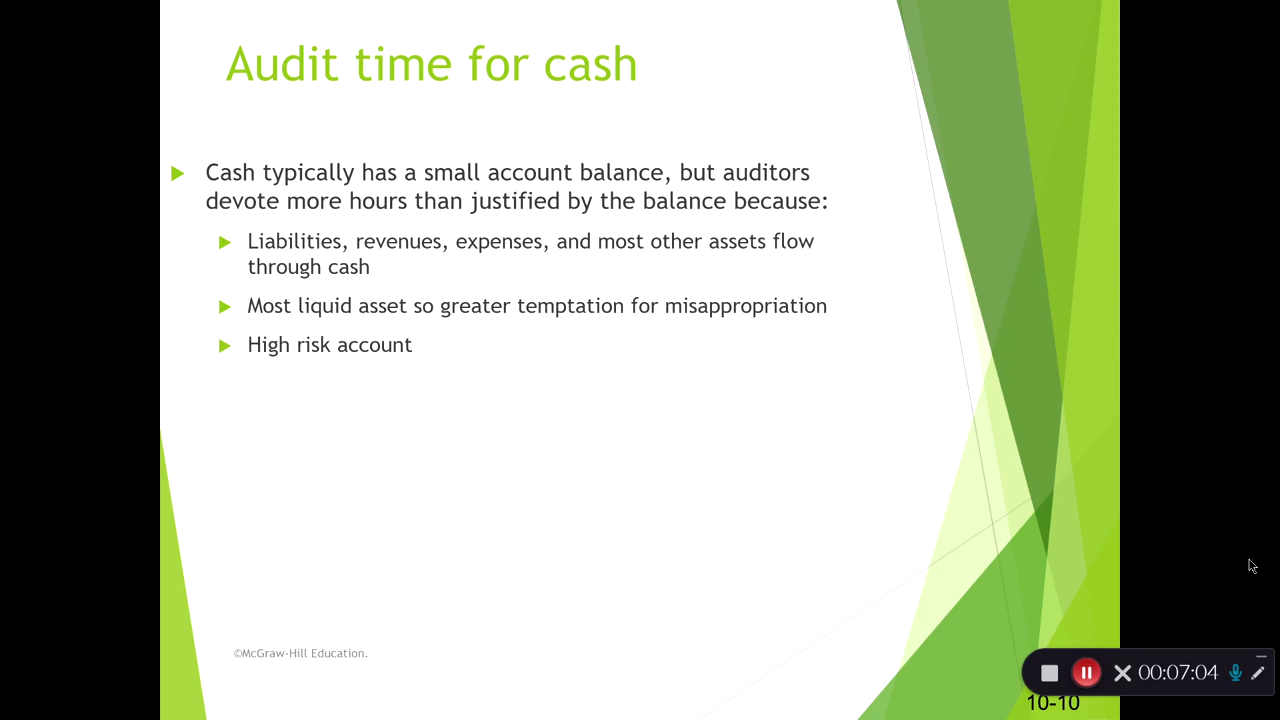 Audit time for cash
Cash typically has a small account balance, but auditors
devote more hours than justified by the balance because:
Liabilities, revenues, expenses, and most other assets flow
through cash
Most liquid asset so greater temptation for misappropriation
High risk account
©McGraw-Hill Education.
00:07:04
10-10